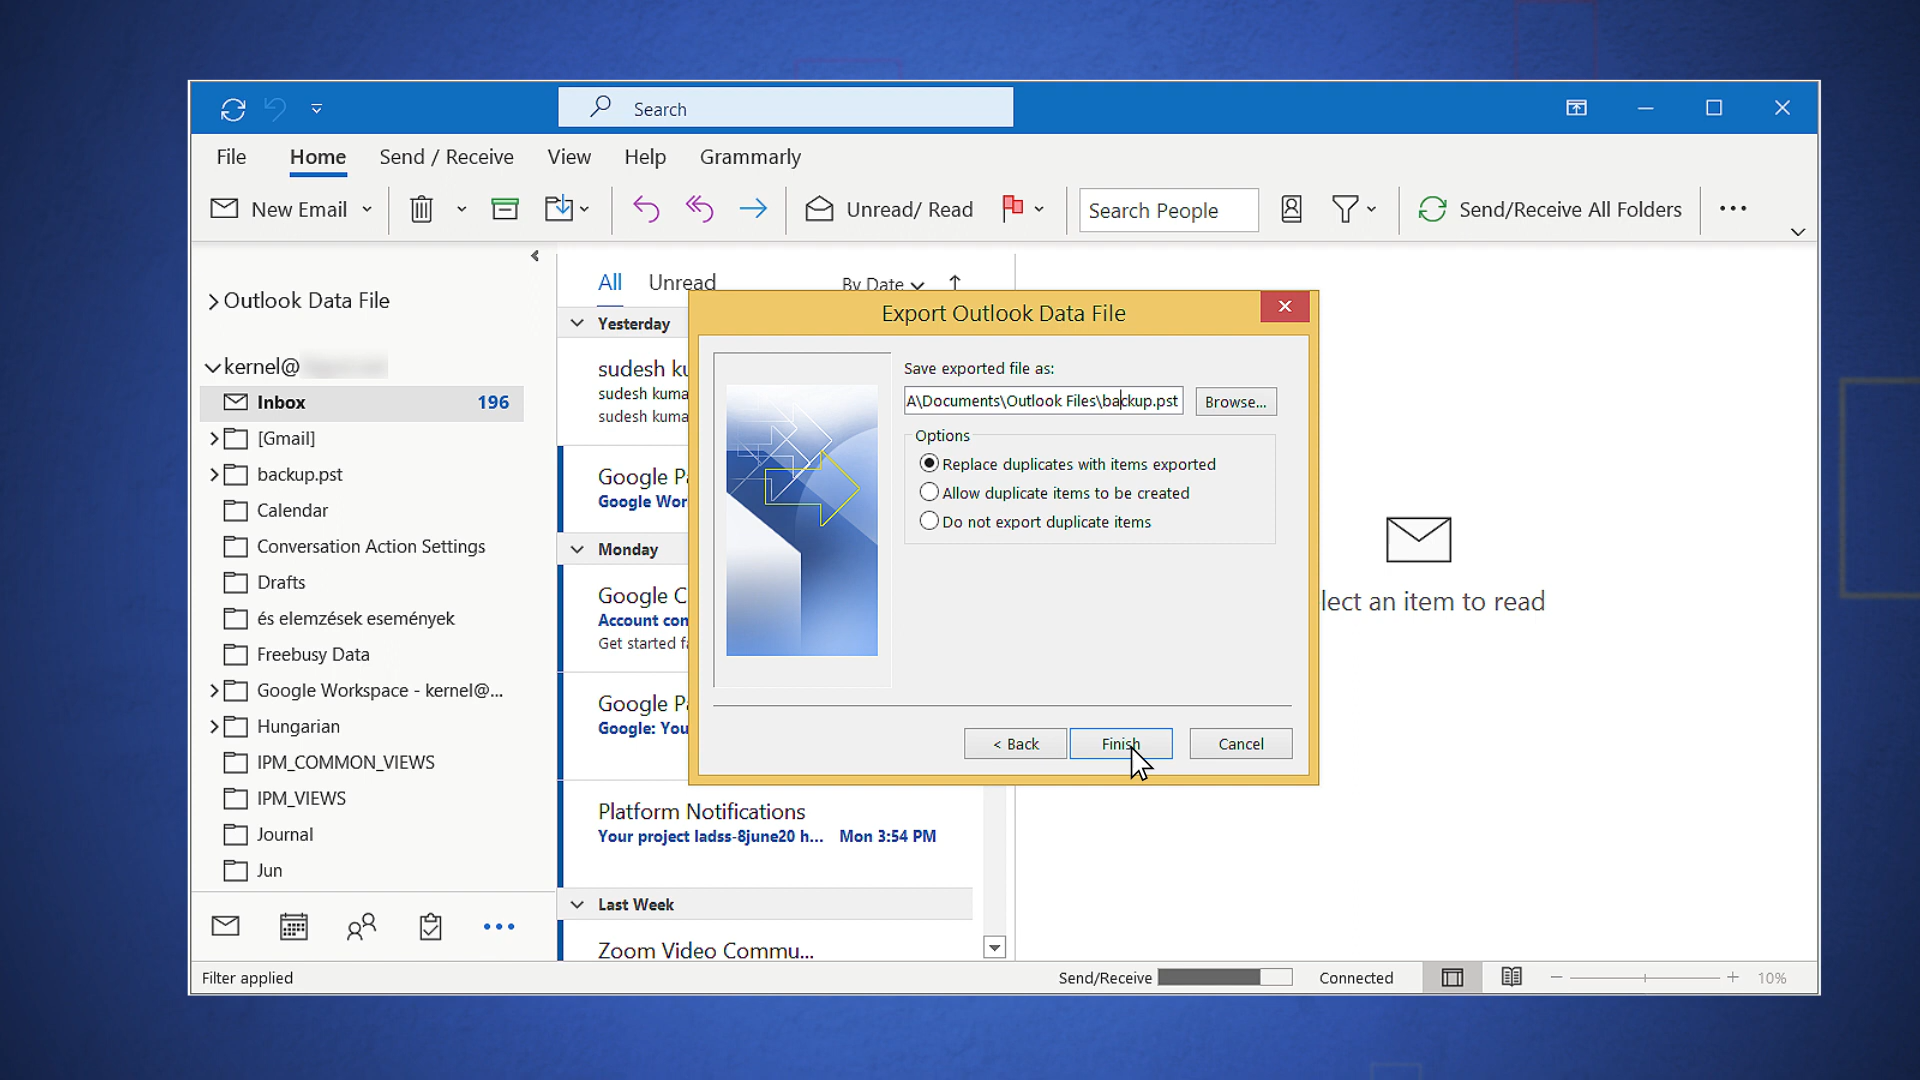 Search
File Home Send / Receive View Help Grammarly
New Email Unread/ Read Search People Send/Receive All Folders
Outlook Data File
kernel@
Inbox 196
[Gmail]
backup.pst
Calendar
Conversation Action Settings
Drafts
és elemzések események
Freebusy Data
Google Workspace - kernel@...
Hungarian
IPM_COMMON_VIEWS
IPM_VIEWS
Journal
Jun
All Unread By Date
Yesterday
sudesh
sudesh
sudesh
Google
Google
Monday
Google
Account
Get started
Google
Google: You
Platform Notifications
Your project ladss-8june20 h... Mon 3:54 PM
Last Week
Zoom Video Commu...
Export Outlook Data File
Save exported file as:
A\Documents\Outlook Files\backup.pst Browse...
Options
Replace duplicates with items exported
Allow duplicate items to be created
Do not export duplicate items
< Back Finish Cancel
an item to read
Filter applied
Send/Receive Connected 10%